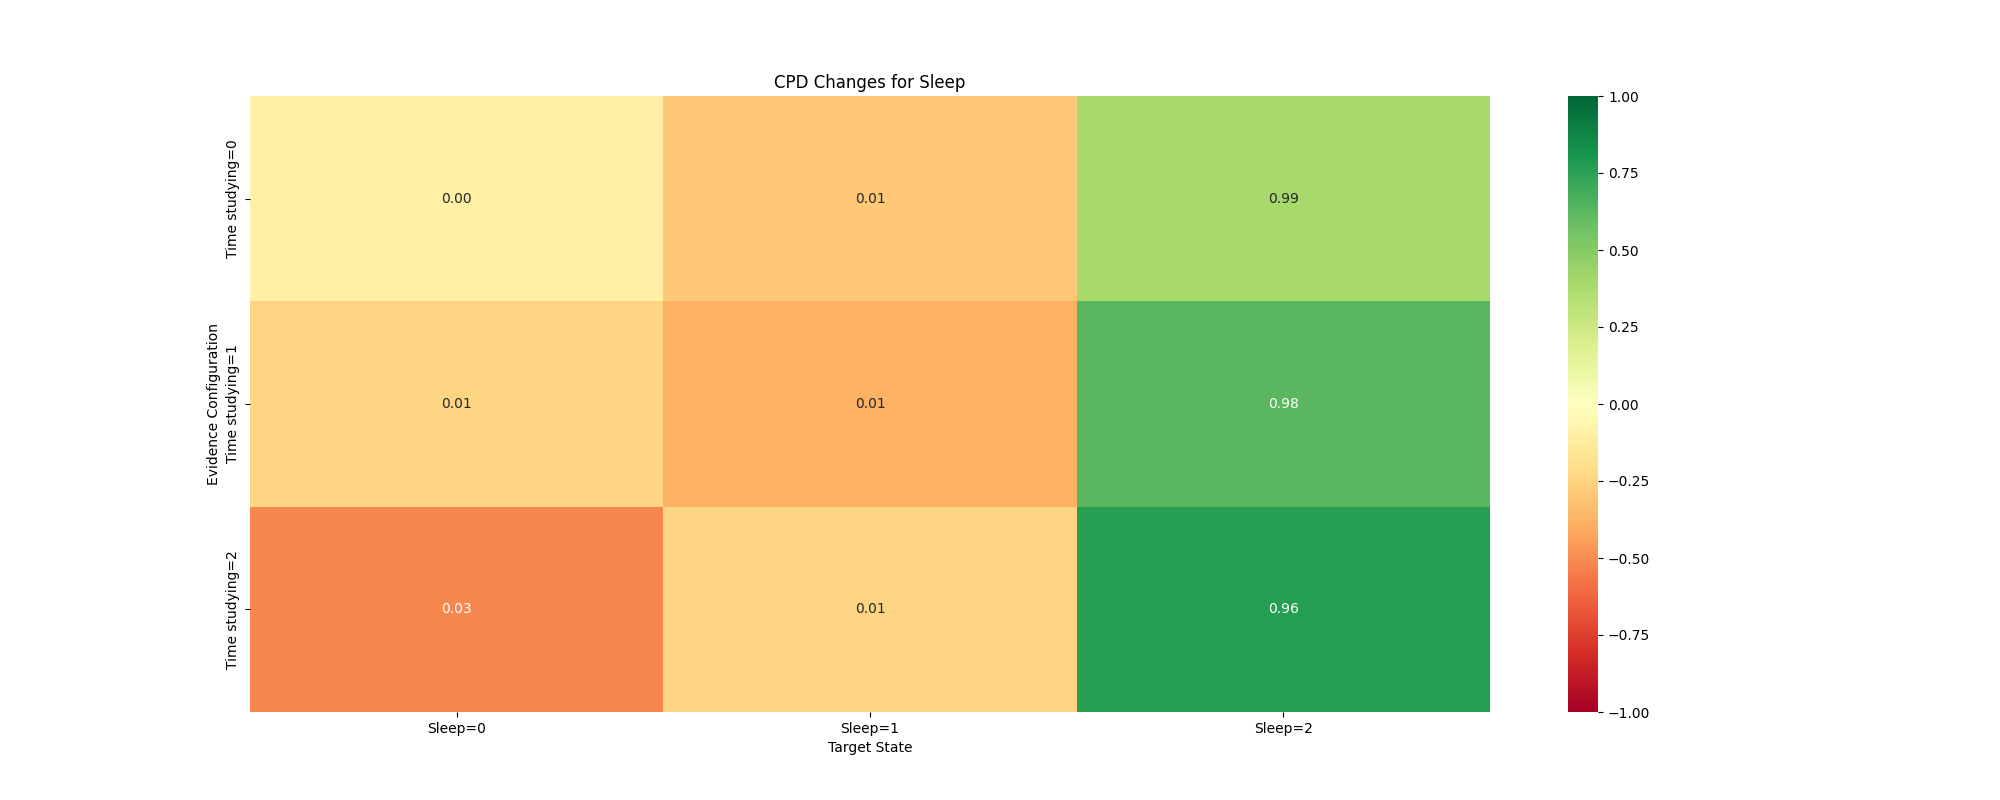 CPD Changes for Sleep
Evidence Configuration
Time studying=0
0.00 0.01 0.99
Time studying=1
0.01 0.01 0.98
Time studying=2
0.03 0.01 0.96
Sleep=0 Sleep=1 Sleep=2
Target State
1.00
0.75
0.50
0.25
0.00
−0.25
−0.50
−0.75
−1.00